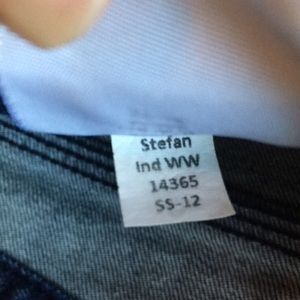 Stefan
Ind WW
14365
SS-12